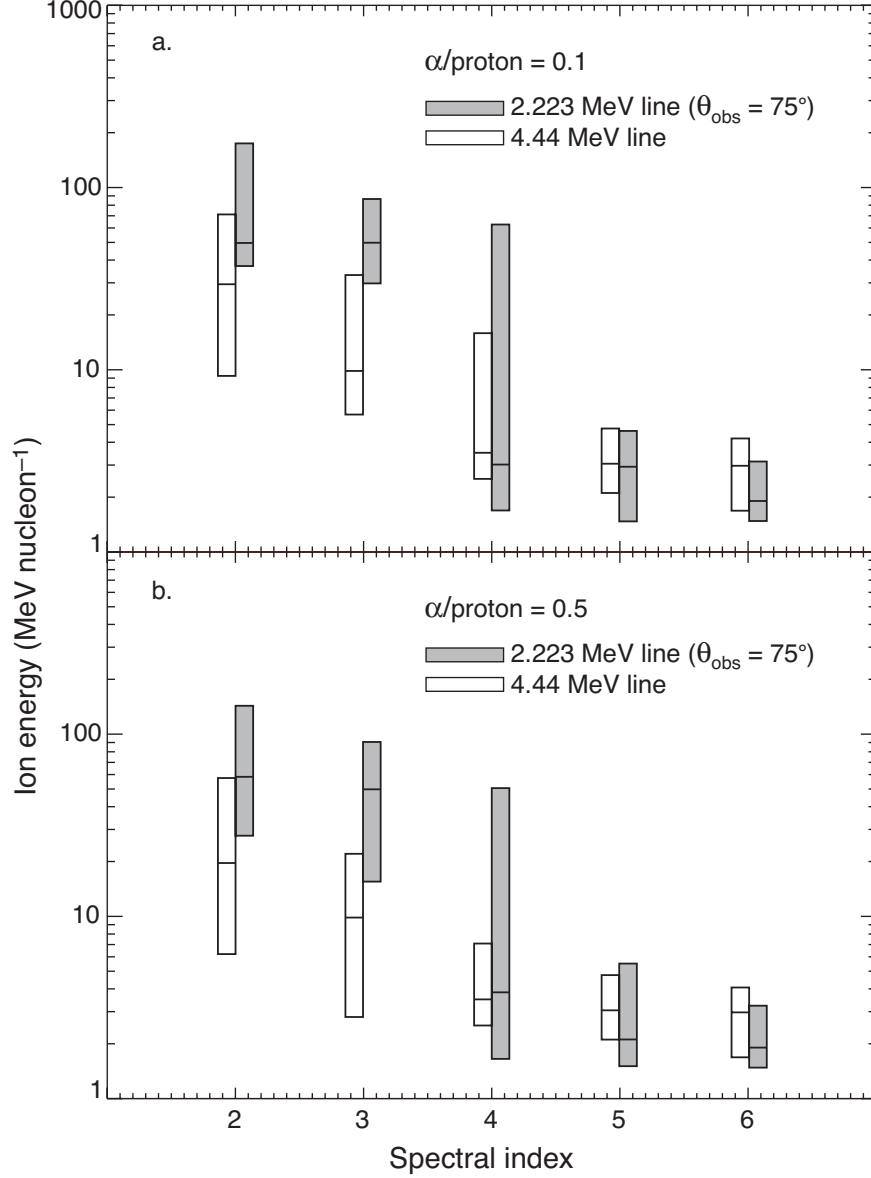 1000
a.
α/proton = 0.1
2.223 MeV line (θobs = 75°)
4.44 MeV line
100
10
1
b.
α/proton = 0.5
2.223 MeV line (θobs = 75°)
4.44 MeV line
100
10
1
Ion energy (MeV nucleon⁻¹)
2 3 4 5 6
Spectral index